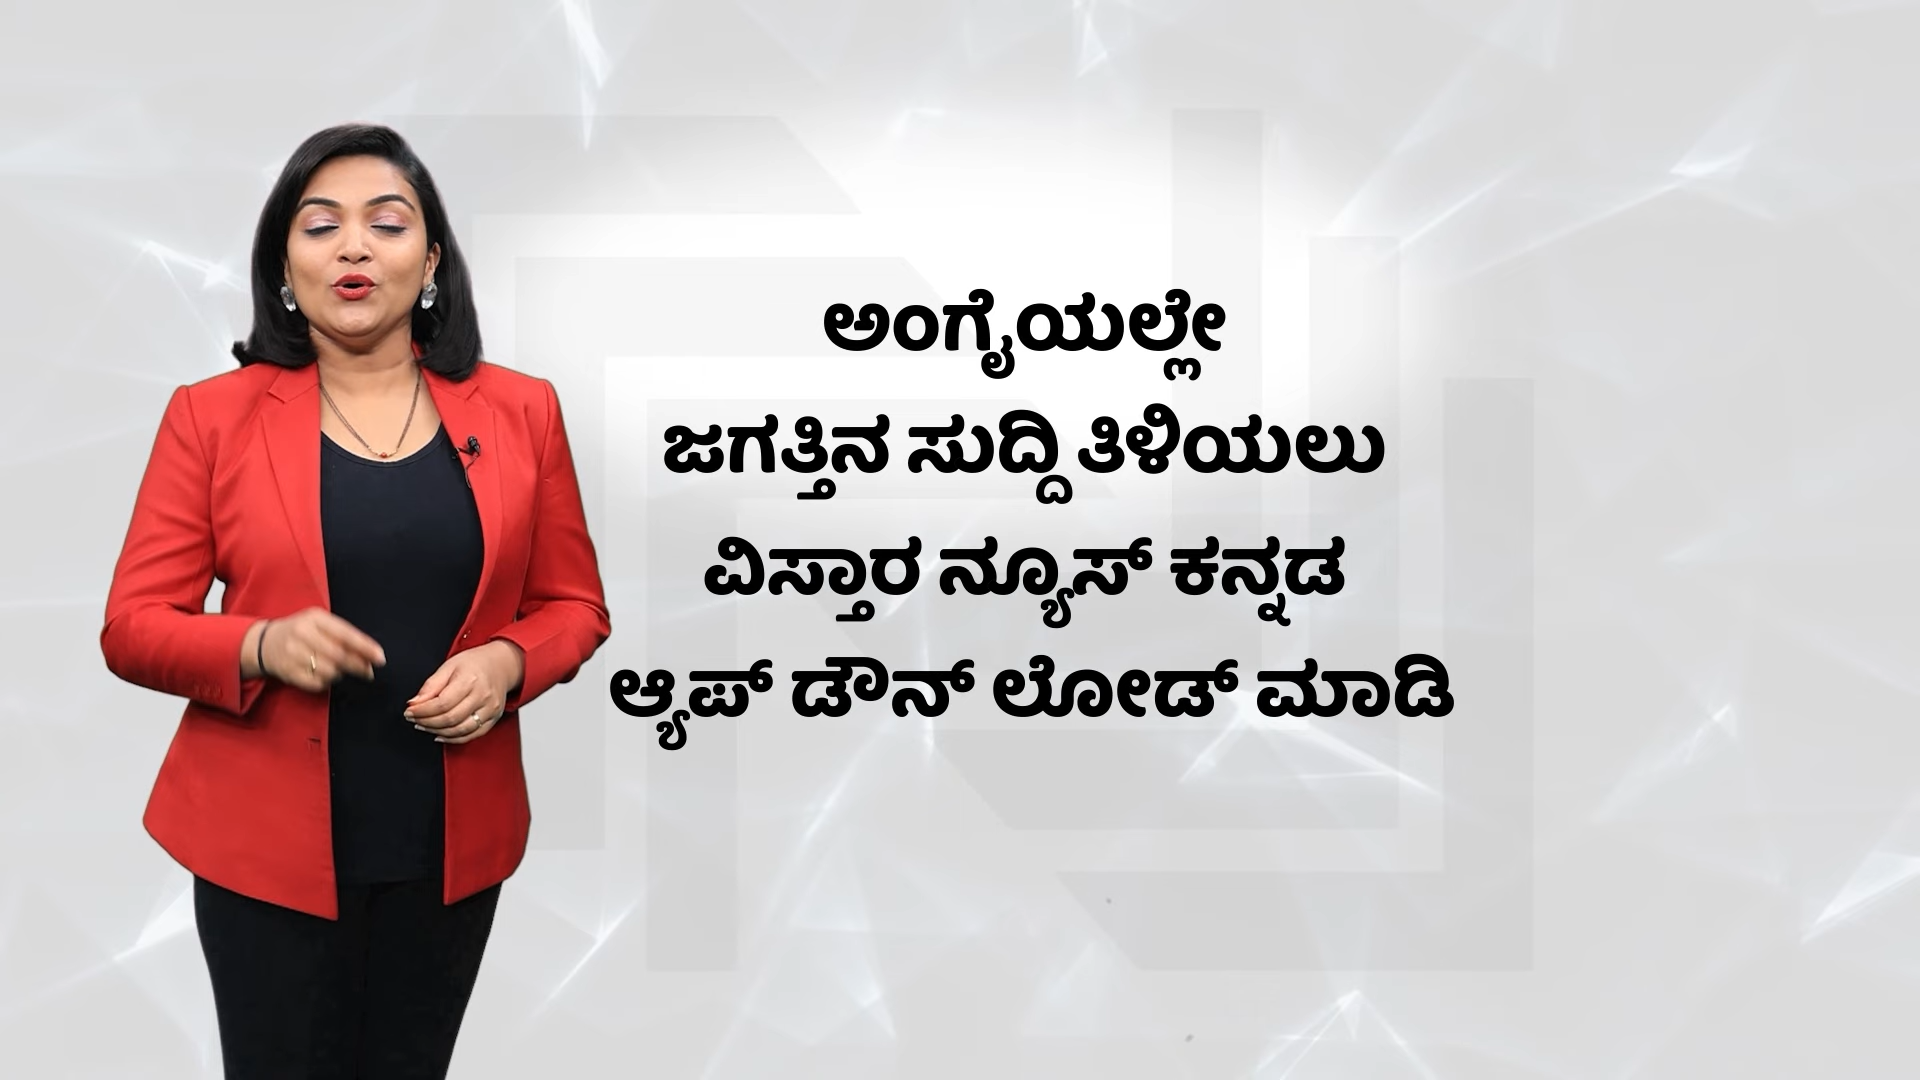 ಅಂಗೈಯಲ್ಲೇ
ಜಗತ್ತಿನ ಸುದ್ದಿ ತಿಳಿಯಲು
ವಿಸ್ತಾರ ನ್ಯೂಸ್ ಕನ್ನಡ
ಆ್ಯಪ್ ಡೌನ್ ಲೋಡ್ ಮಾಡಿ